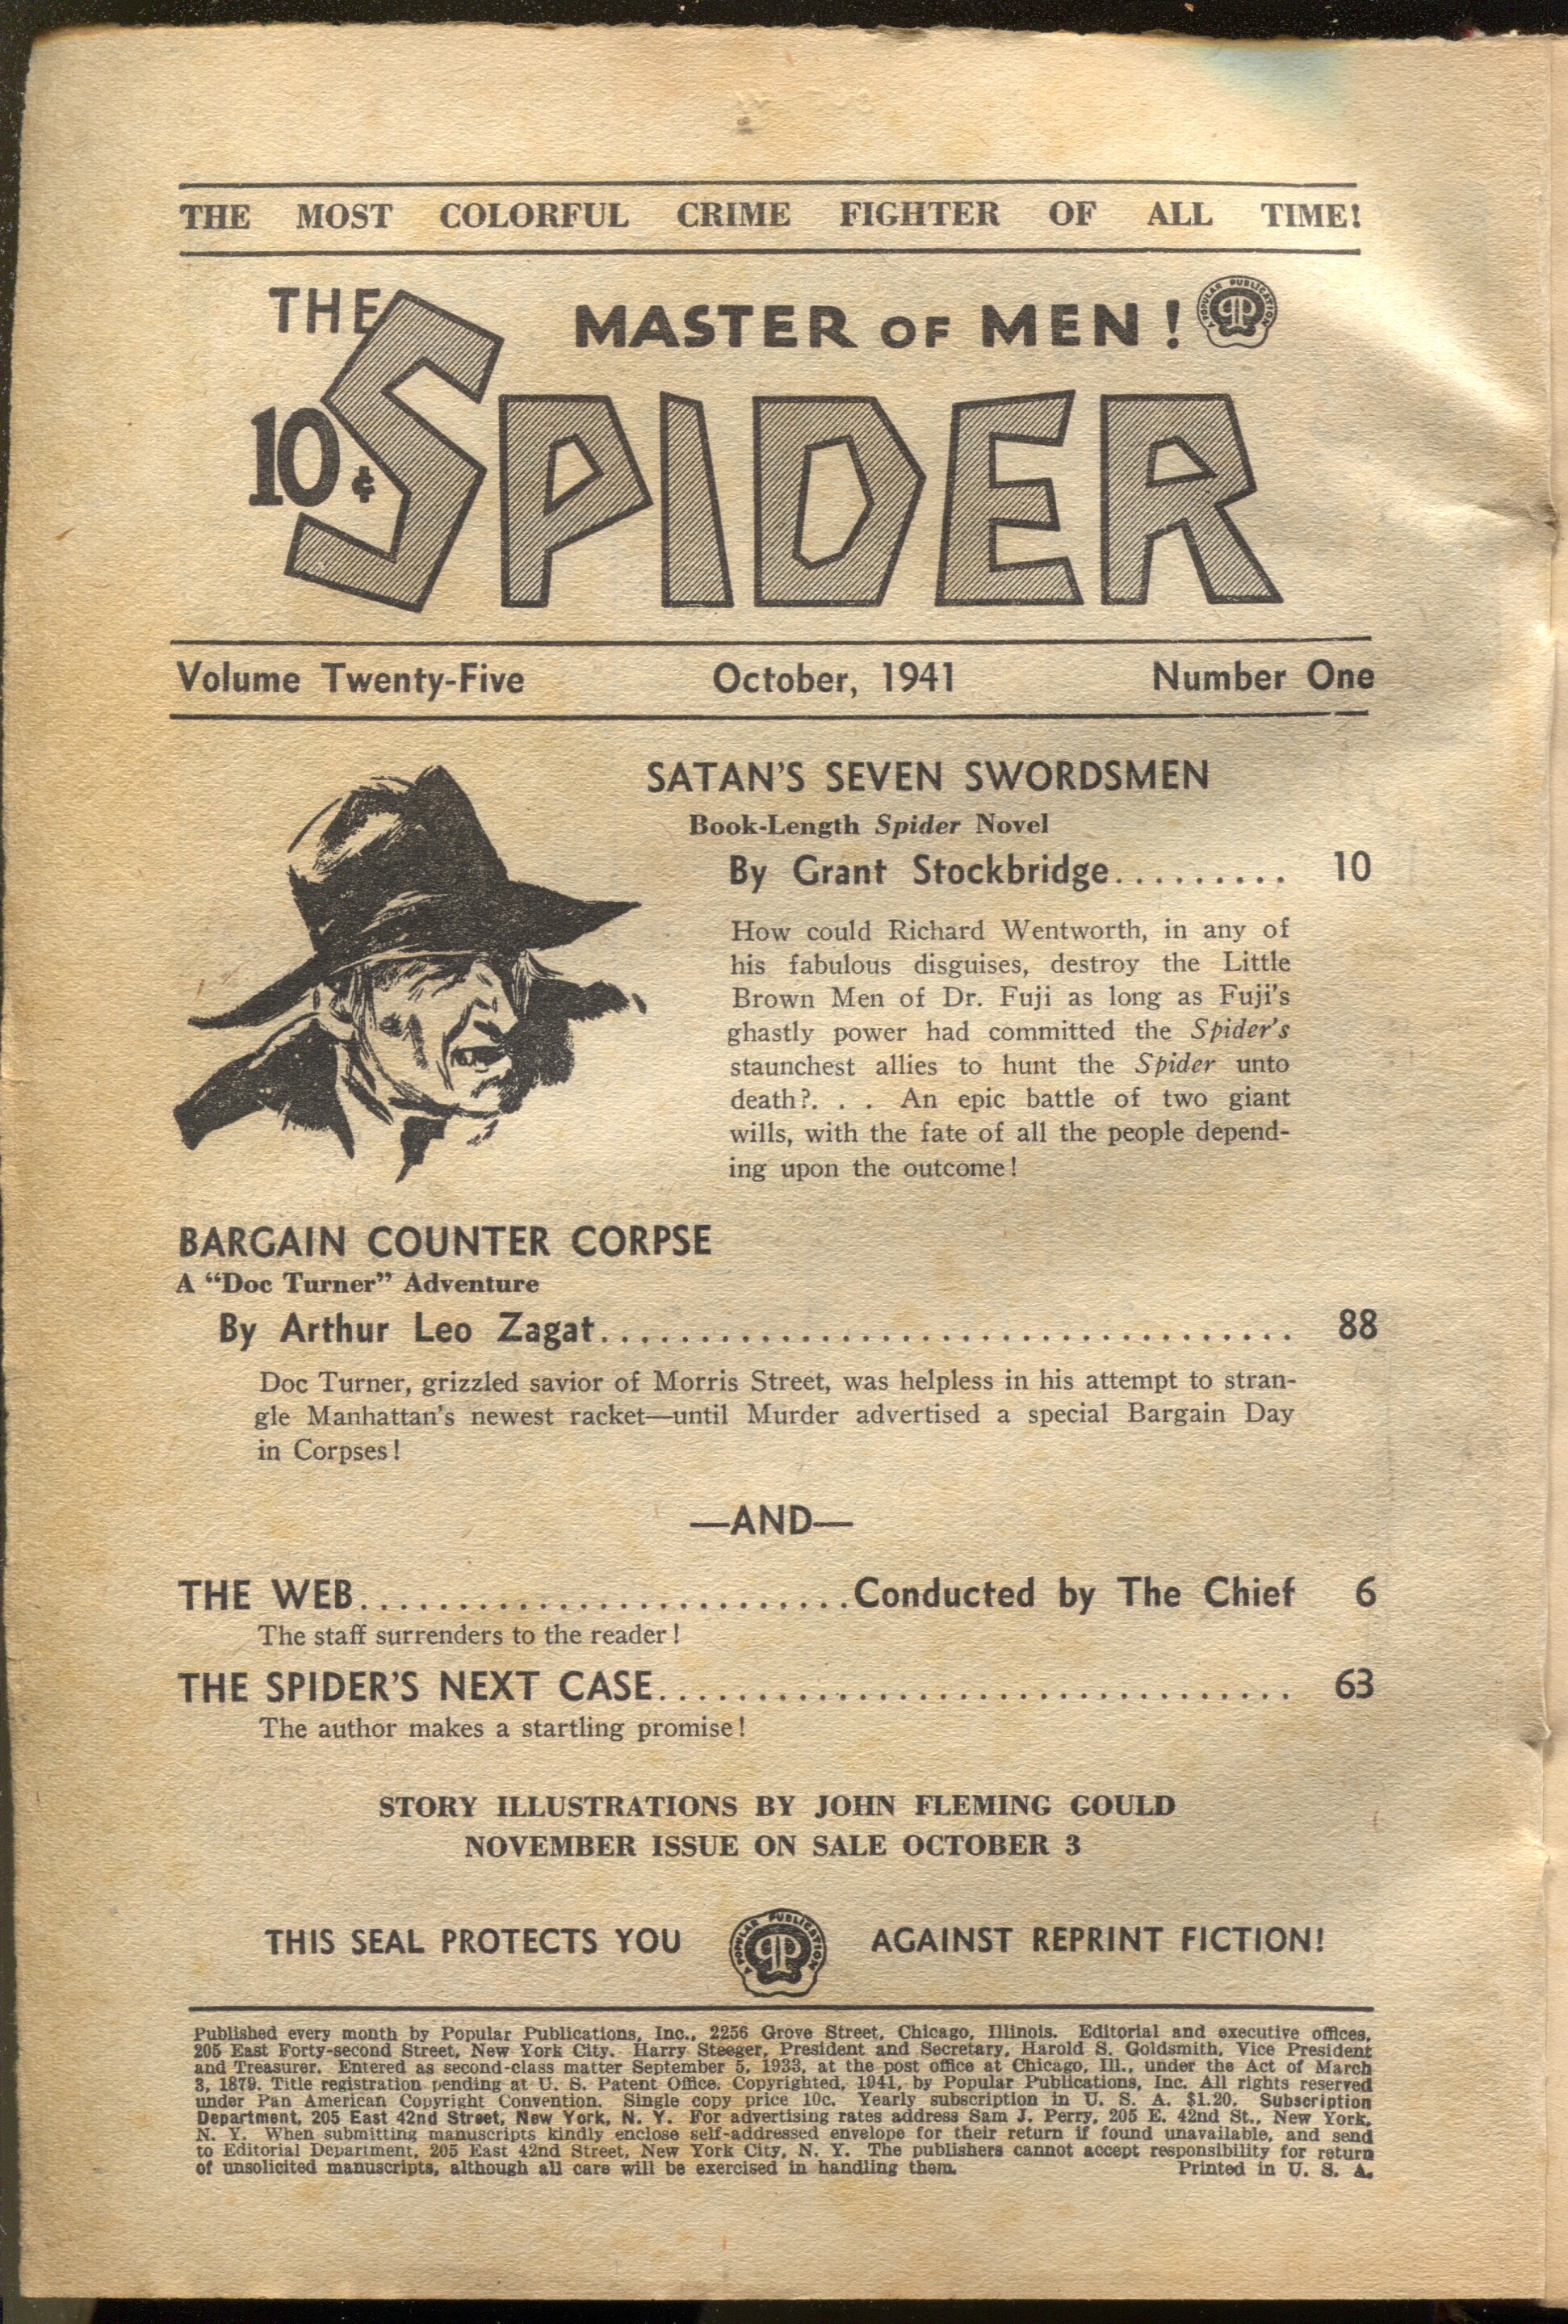 THE MOST COLORFUL CRIME FIGHTER OF ALL TIME!
THE
MASTER OF MEN!
A POPULAR PUBLICATION
10¢
SPIDER
Volume Twenty-Five October, 1941 Number One
SATAN'S SEVEN SWORDSMEN
Book-Length Spider Novel
By Grant Stockbridge......... 10
How could Richard Wentworth, in any of
his fabulous disguises, destroy the Little
Brown Men of Dr. Fuji as long as Fuji's
ghastly power had committed the Spider's
staunchest allies to hunt the Spider unto
death?. . . An epic battle of two giant
wills, with the fate of all the people depend-
ing upon the outcome!
BARGAIN COUNTER CORPSE
A "Doc Turner" Adventure
By Arthur Leo Zagat................................... 88
Doc Turner, grizzled savior of Morris Street, was helpless in his attempt to stran-
gle Manhattan's newest racket—until Murder advertised a special Bargain Day
in Corpses!
—AND—
THE WEB.........................Conducted by The Chief 6
The staff surrenders to the reader!
THE SPIDER'S NEXT CASE................................ 63
The author makes a startling promise!
STORY ILLUSTRATIONS BY JOHN FLEMING GOULD
NOVEMBER ISSUE ON SALE OCTOBER 3
THIS SEAL PROTECTS YOU A POPULAR PUBLICATION AGAINST REPRINT FICTION!
Published every month by Popular Publications, Inc., 2256 Grove Street, Chicago, Illinois. Editorial and executive offices,
205 East Forty-second Street, New York City. Harry Steeger, President and Secretary, Harold S. Goldsmith, Vice President
and Treasurer. Entered as second-class matter September 5, 1933, at the post office at Chicago, Ill., under the Act of March
3, 1879. Title registration pending at U. S. Patent Office. Copyrighted, 1941, by Popular Publications, Inc. All rights reserved
under Pan American Copyright Convention. Single copy price 10c. Yearly subscription in U. S. A. $1.20. Subscription
Department, 205 East 42nd Street, New York, N. Y. For advertising rates address Sam J. Perry, 205 E. 42nd St., New York,
N. Y. When submitting manuscripts kindly enclose self-addressed envelope for their return if found unavailable, and send
to Editorial Department, 205 East 42nd Street, New York City, N. Y. The publishers cannot accept responsibility for return
of unsolicited manuscripts, although all care will be exercised in handling them. Printed in U. S. A.